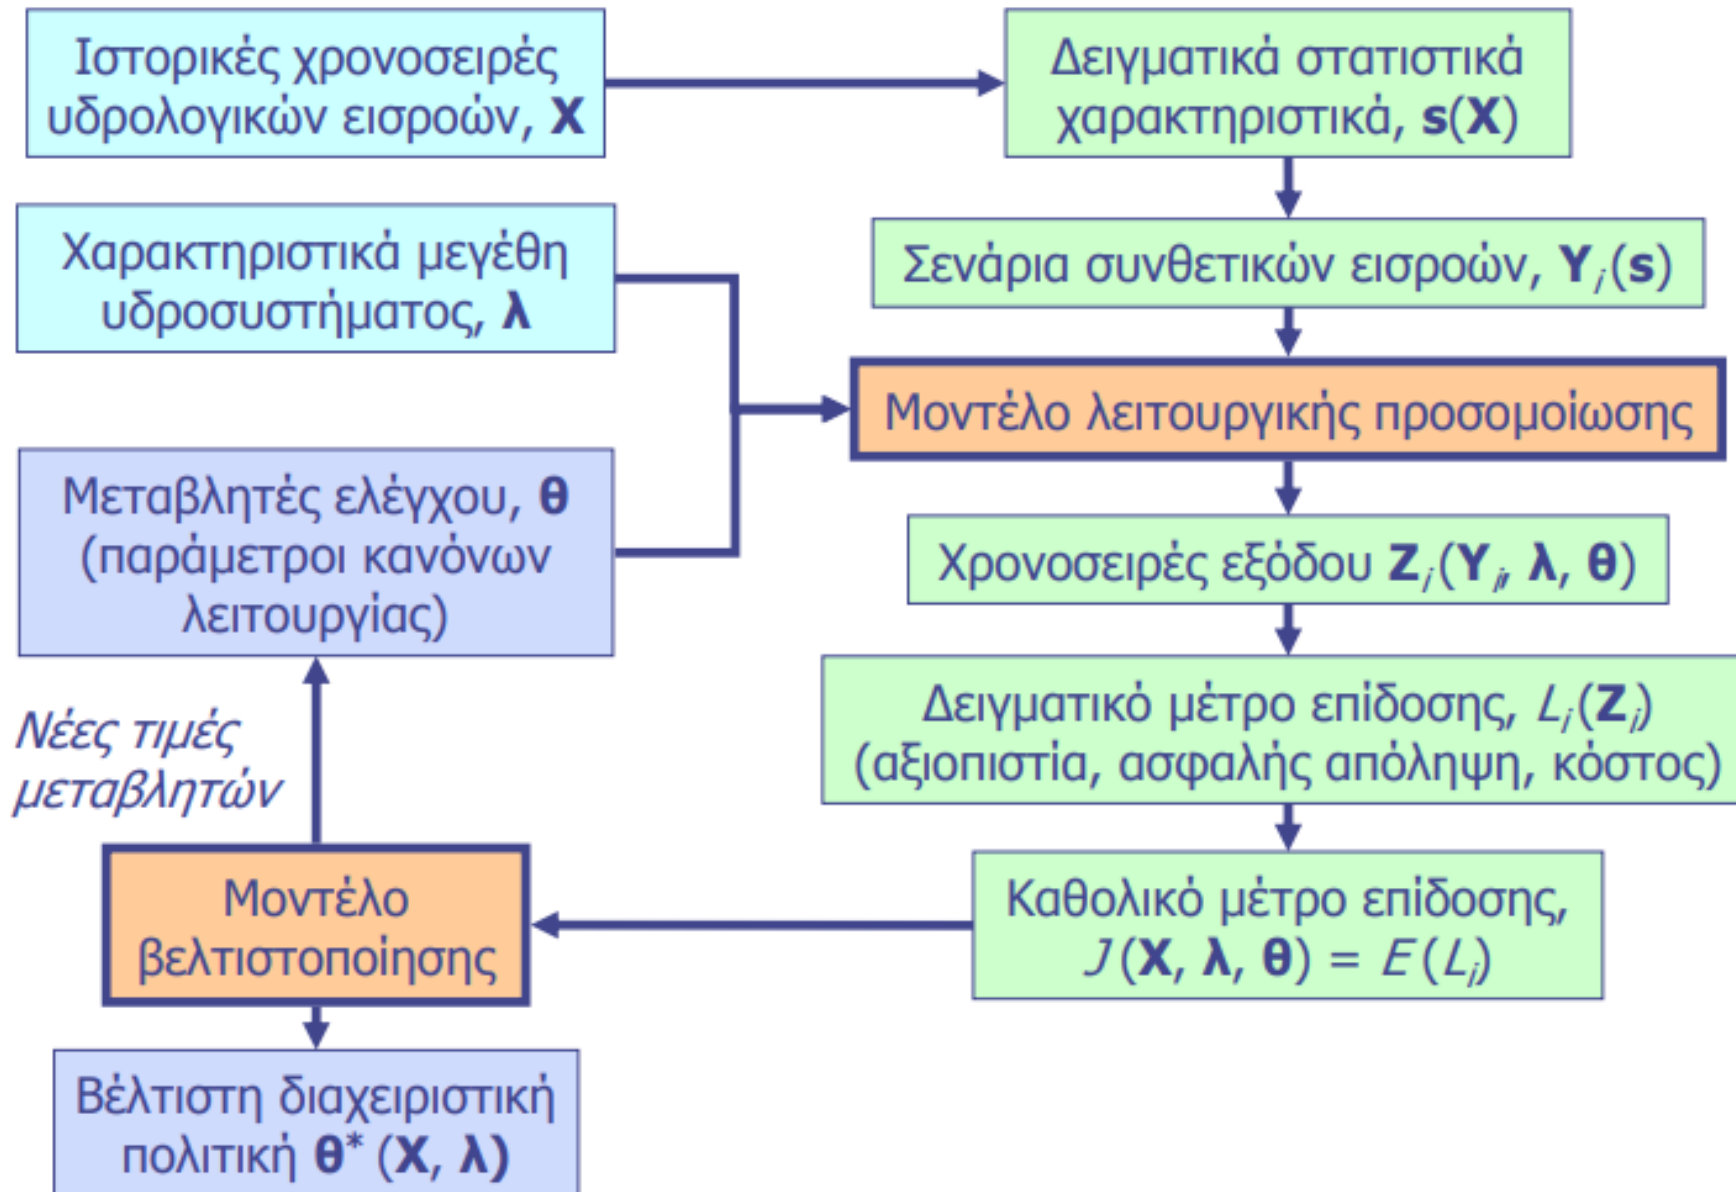 Ιστορικές χρονοσειρές
υδρολογικών εισροών, X
Δειγματικά στατιστικά
χαρακτηριστικά, s(X)
Χαρακτηριστικά μεγέθη
υδροσυστήματος, λ
Σενάρια συνθετικών εισροών, Yi(s)
Μοντέλο λειτουργικής προσομοίωσης
Μεταβλητές ελέγχου, θ
(παράμετροι κανόνων
λειτουργίας)
Χρονοσειρές εξόδου Zi(Yi, λ, θ)
Δειγματικό μέτρο επίδοσης, Li(Zi)
(αξιοπιστία, ασφαλής απόληψη, κόστος)
Νέες τιμές
μεταβλητών
Μοντέλο
βελτιστοποίησης
Καθολικό μέτρο επίδοσης,
J(X, λ, θ) = E(Li)
Βέλτιστη διαχειριστική
πολιτική θ* (X, λ)